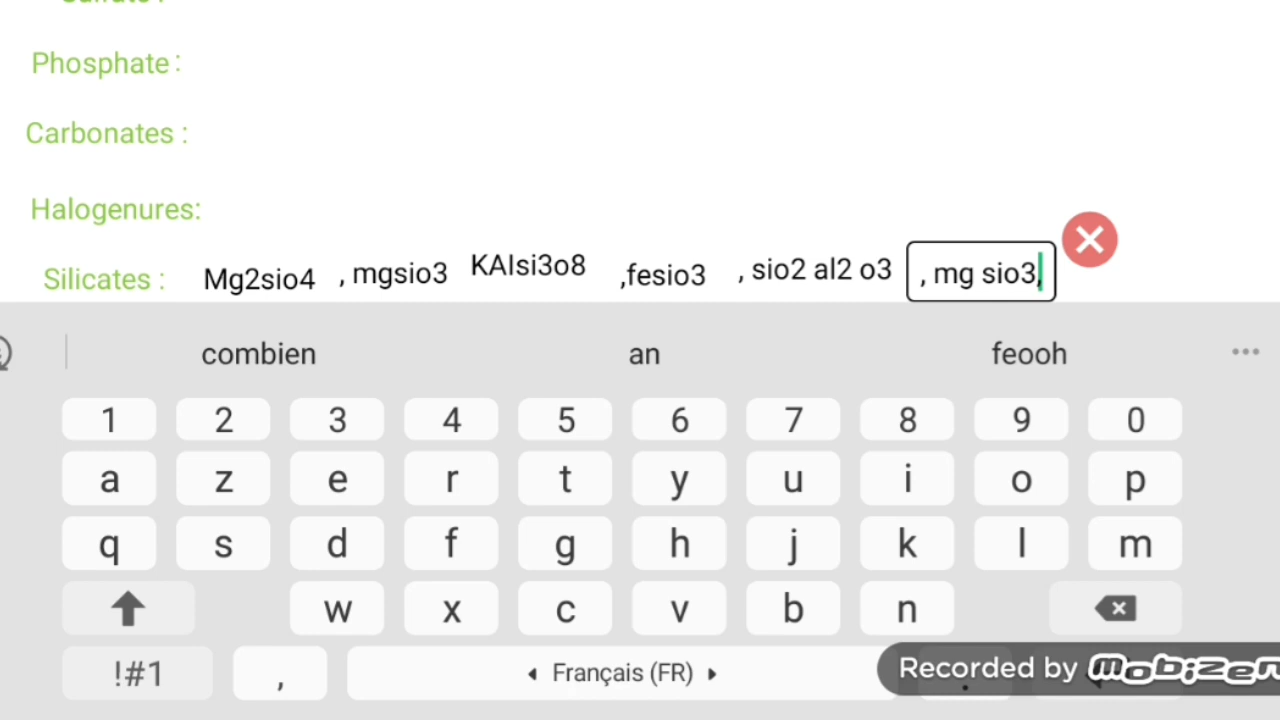 Phosphate :
Carbonates :
Halogenures:
Silicates : Mg2sio4 , mgsio3 KAlsi3o8 ,fesio3 , sio2 al2 o3 , mg sio3,
combien an feooh
1 2 3 4 5 6 7 8 9 0
a z e r t y u i o p
q s d f g h j k l m
w x c v b n
!#1 , Français (FR) .
Recorded by mobizen